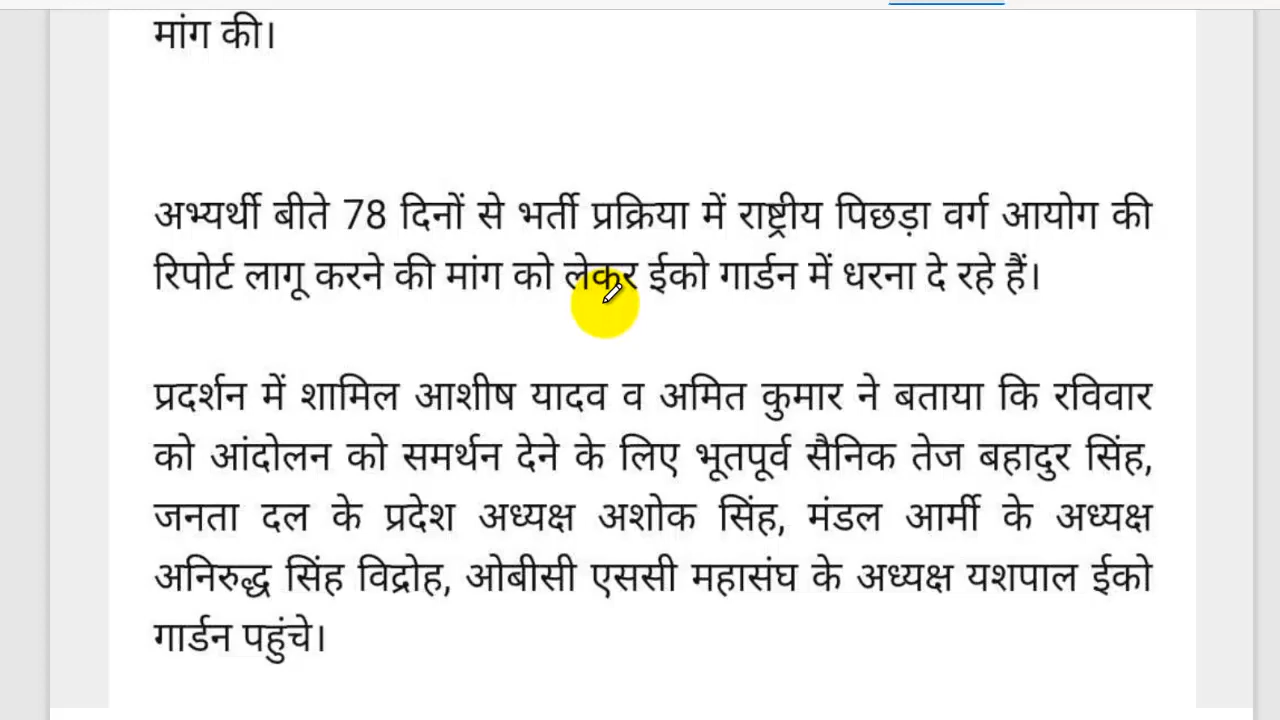 मांग की।
अभ्यर्थी बीते 78 दिनों से भर्ती प्रक्रिया में राष्ट्रीय पिछड़ा वर्ग आयोग की
रिपोर्ट लागू करने की मांग को लेकर ईको गार्डन में धरना दे रहे हैं।
प्रदर्शन में शामिल आशीष यादव व अमित कुमार ने बताया कि रविवार
को आंदोलन को समर्थन देने के लिए भूतपूर्व सैनिक तेज बहादुर सिंह,
जनता दल के प्रदेश अध्यक्ष अशोक सिंह, मंडल आर्मी के अध्यक्ष
अनिरुद्ध सिंह विद्रोह, ओबीसी एससी महासंघ के अध्यक्ष यशपाल ईको
गार्डन पहुंचे।